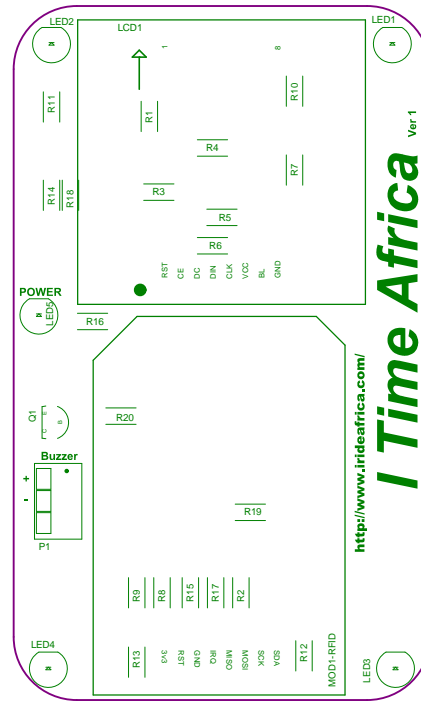 LED2
LED1
LCD1
1
8
R11
R1
R10
Ver 1
R4
R7
R14
R18
R3
R5
R6
RST
CE
DC
DIN
CLK
VCC
BL
GND
I Time Africa
POWER
LED5
R16
http://www.irideafrica.com/
Q1
C
B
E
R20
Buzzer
+
-
P1
R19
R9
R8
R15
R17
R2
R13
3v3
RST
GND
IRQ
MISO
MOSI
SCK
SDA
R12
MOD1-RFID
LED4
LED3